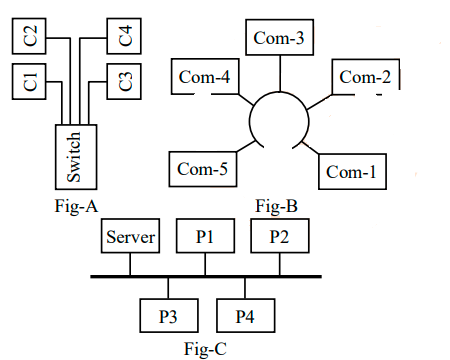 C2
C4
C1
C3
Switch
Fig-A
Com-3
Com-4
Com-2
Com-5
Com-1
Fig-B
Server
P1
P2
P3
P4
Fig-C